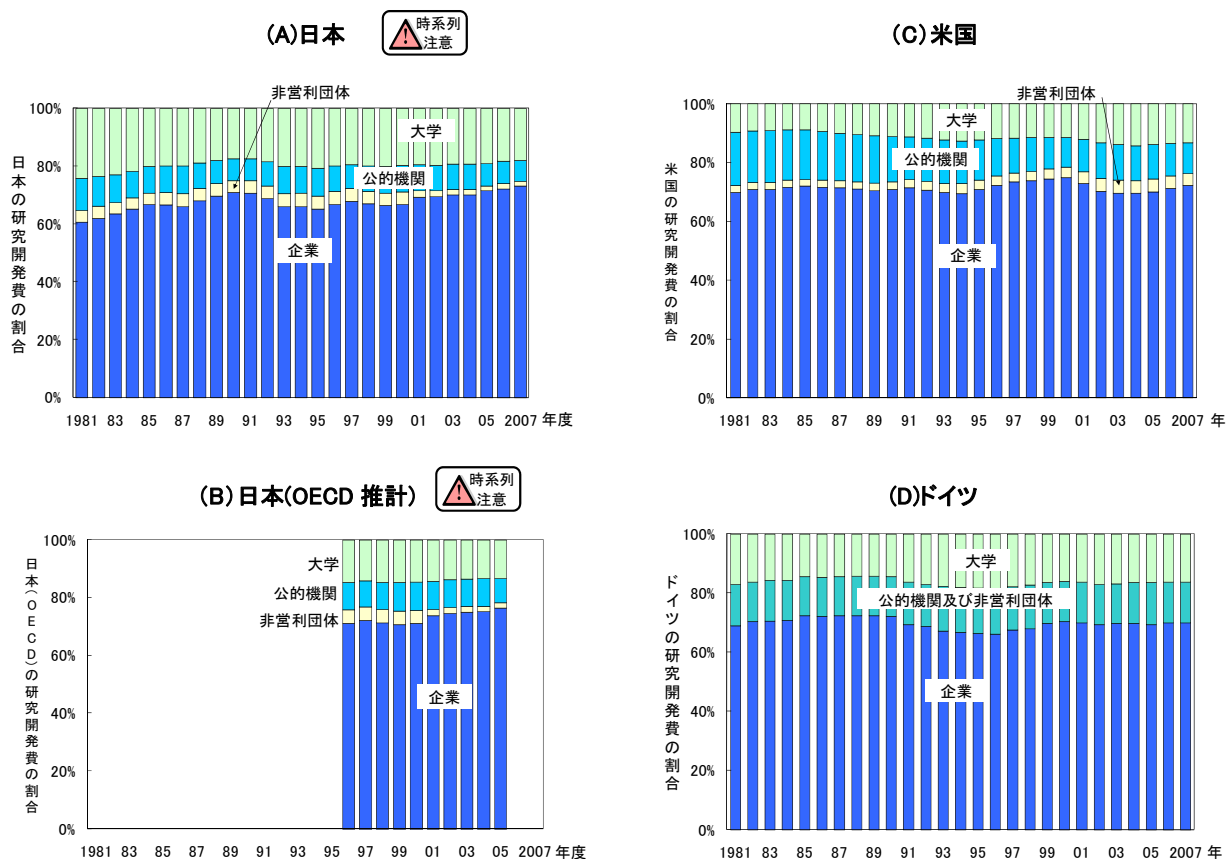 (A)日本
時系列
注意
非営利団体
日本の研究開発費の割合
100%
80%
60%
40%
20%
0%
大学
公的機関
企業
1981 83 85 87 89 91 93 95 97 99 01 03 05 2007 年度
(C)米国
非営利団体
米国の研究開発費の割合
100%
80%
60%
40%
20%
0%
大学
公的機関
企業
1981 83 85 87 89 91 93 95 97 99 01 03 05 2007 年
(B)日本(OECD 推計)
時系列
注意
日本(OECD)の研究開発費の割合
100%
80%
60%
40%
20%
0%
大学
公的機関
非営利団体
企業
1981 83 85 87 89 91 93 95 97 99 01 03 05 2007 年度
(D)ドイツ
ドイツの研究開発費の割合
100%
80%
60%
40%
20%
0%
大学
公的機関及び非営利団体
企業
1981 83 85 87 89 91 93 95 97 99 01 03 05 2007 年